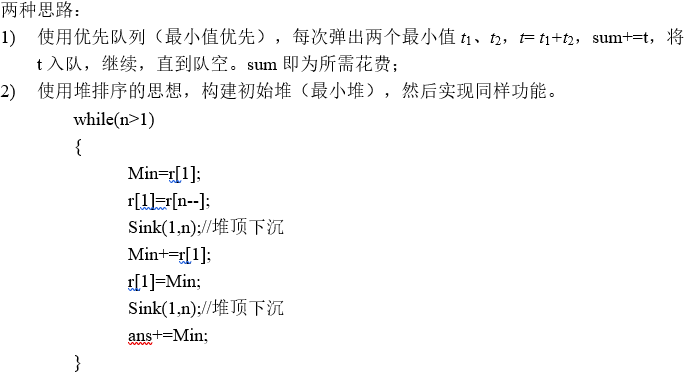 两种思路：
1) 使用优先队列（最小值优先），每次弹出两个最小值 t1、t2，t= t1+t2，sum+=t，将
t 入队，继续，直到队空。sum 即为所需花费；
2) 使用堆排序的思想，构建初始堆（最小堆），然后实现同样功能。
while(n>1)
{
Min=r[1];
r[1]=r[n--];
Sink(1,n);//堆顶下沉
Min+=r[1];
r[1]=Min;
Sink(1,n);//堆顶下沉
ans+=Min;
}